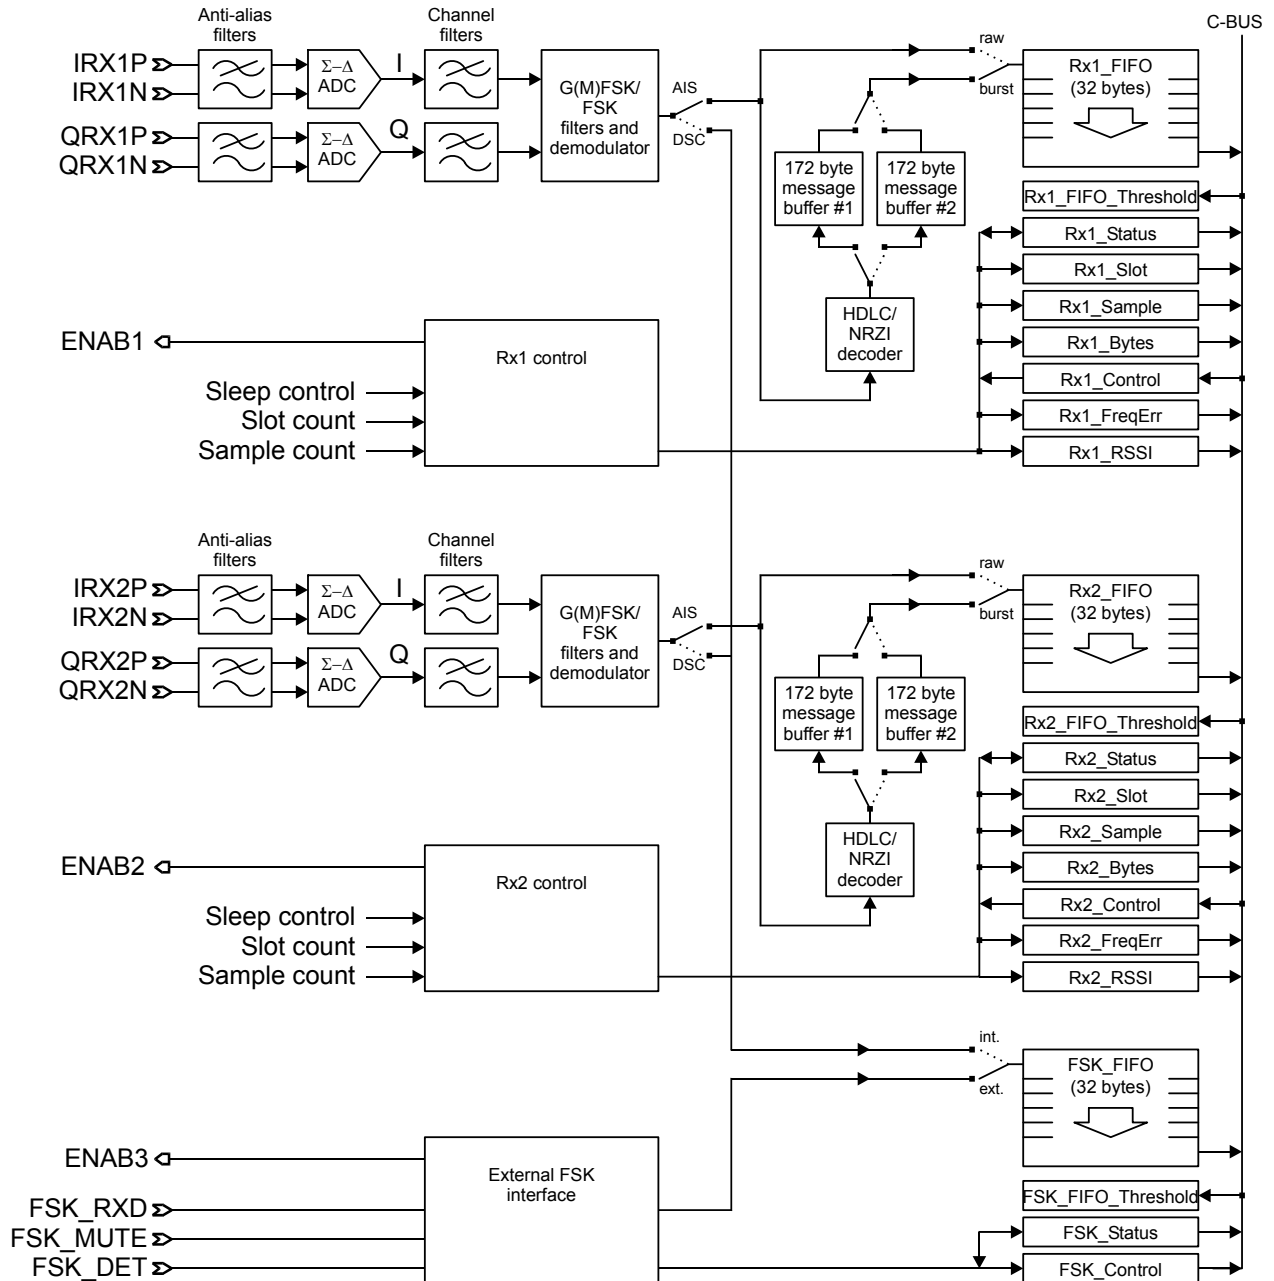 Anti-alias
filters
Channel
filters
C-BUS
IRX1P
IRX1N
QRX1P
QRX1N
Σ−Δ
ADC
Σ−Δ
ADC
I
Q
G(M)FSK/
FSK
filters and
demodulator
AIS
DSC
raw
burst
Rx1_FIFO
(32 bytes)
172 byte
message
buffer #1
172 byte
message
buffer #2
HDLC/
NRZI
decoder
Rx1_FIFO_Threshold
Rx1_Status
Rx1_Slot
Rx1_Sample
Rx1_Bytes
Rx1_Control
Rx1_FreqErr
Rx1_RSSI
ENAB1
Rx1 control
Sleep control
Slot count
Sample count
Anti-alias
filters
Channel
filters
IRX2P
IRX2N
QRX2P
QRX2N
Σ−Δ
ADC
Σ−Δ
ADC
I
Q
G(M)FSK/
FSK
filters and
demodulator
AIS
DSC
raw
burst
Rx2_FIFO
(32 bytes)
172 byte
message
buffer #1
172 byte
message
buffer #2
HDLC/
NRZI
decoder
Rx2_FIFO_Threshold
Rx2_Status
Rx2_Slot
Rx2_Sample
Rx2_Bytes
Rx2_Control
Rx2_FreqErr
Rx2_RSSI
ENAB2
Rx2 control
Sleep control
Slot count
Sample count
int.
ext.
FSK_FIFO
(32 bytes)
ENAB3
FSK_RXD
FSK_MUTE
FSK_DET
External FSK
interface
FSK_FIFO_Threshold
FSK_Status
FSK_Control